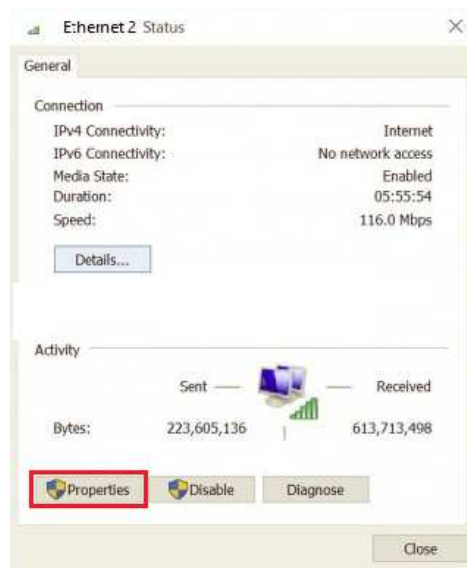 E:hernet 2 Status
General
Connection
IPv4 Connectivity: Internet
IPv6 Connectivity: No network access
Media State: Enabled
Duration: 05:55:54
Speed: 116.0 Mbps
Details...
Activity
Sent Received
Bytes: 223,605,136 613,713,498
Properties Disable Diagnose
Close